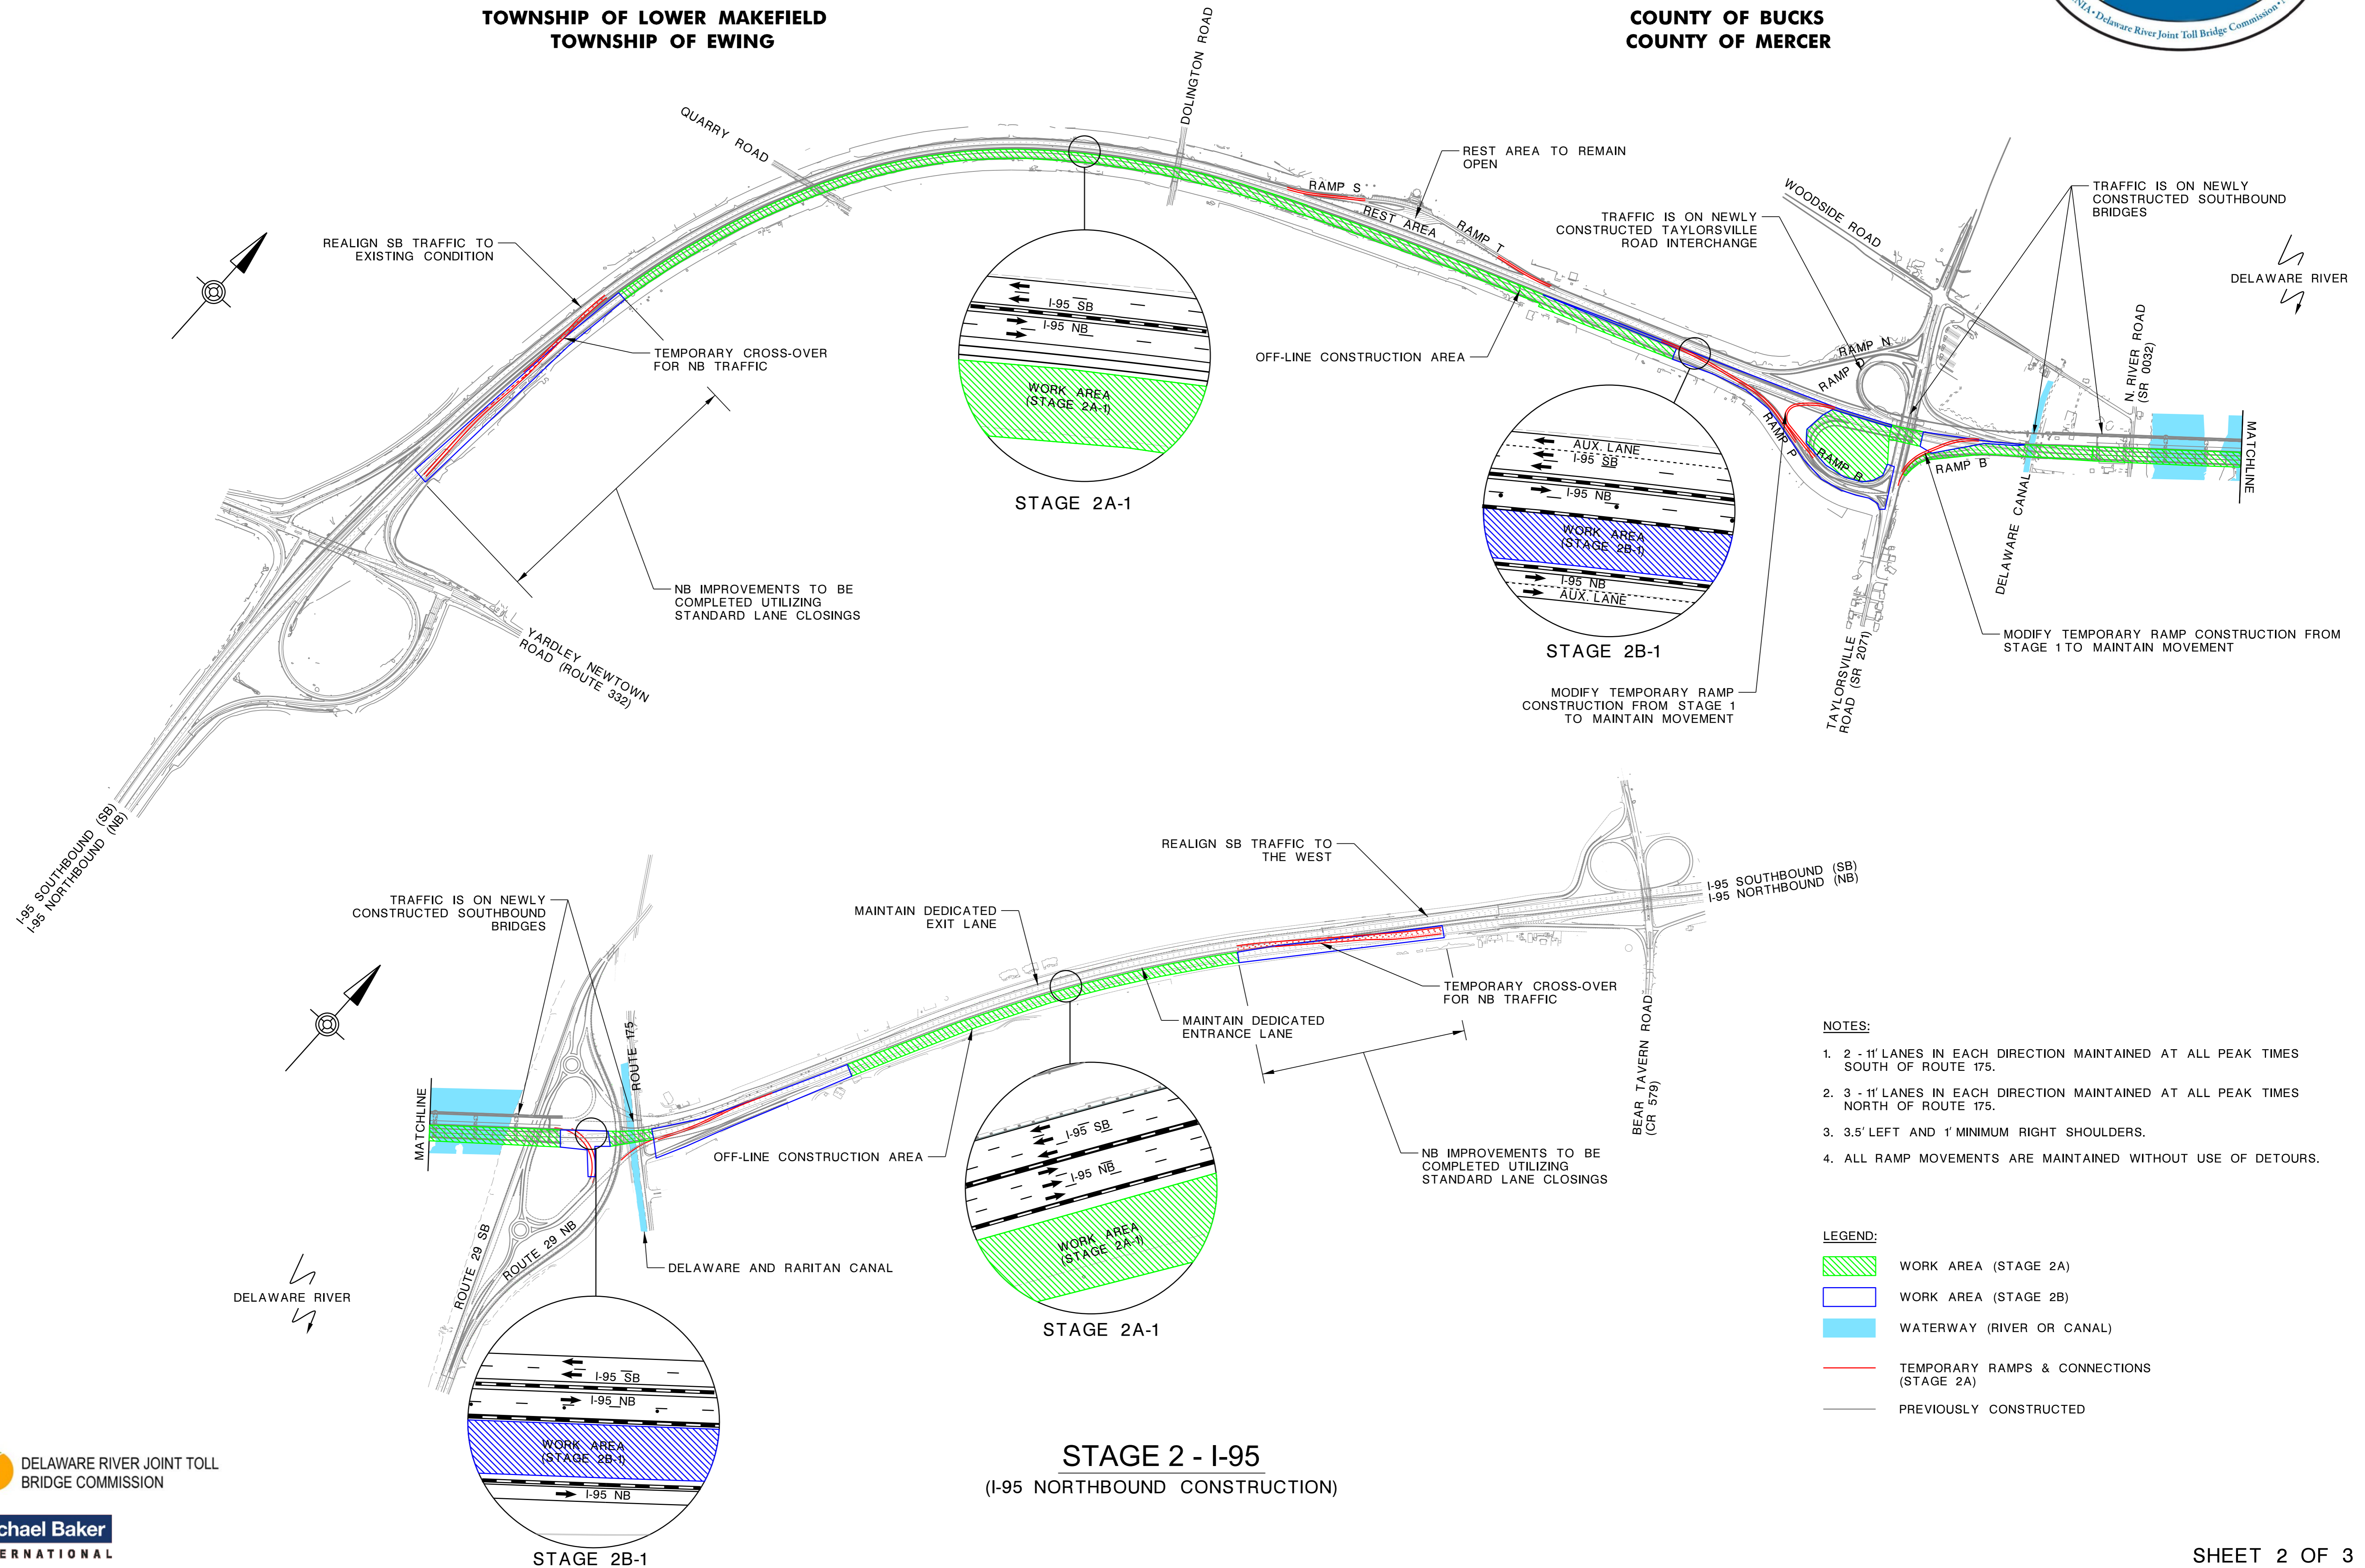 TOWNSHIP OF LOWER MAKEFIELD
TOWNSHIP OF EWING
COUNTY OF BUCKS
COUNTY OF MERCER
Delaware River Joint Toll Bridge Commission
QUARRY ROAD
DOLINGTON ROAD
REST AREA TO REMAIN
OPEN
RAMP S
REST AREA
RAMP T
WOODSIDE ROAD
TRAFFIC IS ON NEWLY
CONSTRUCTED TAYLORSVILLE
ROAD INTERCHANGE
TRAFFIC IS ON NEWLY
CONSTRUCTED SOUTHBOUND
BRIDGES
DELAWARE RIVER
REALIGN SB TRAFFIC TO
EXISTING CONDITION
TEMPORARY CROSS-OVER
FOR NB TRAFFIC
I-95 SB
I-95 NB
WORK AREA
(STAGE 2A-1)
STAGE 2A-1
OFF-LINE CONSTRUCTION AREA
RAMP N
RAMP D
RAMP P
RAMP R
RAMP B
N. RIVER ROAD
(SR 0032)
MATCHLINE
DELAWARE CANAL
AUX. LANE
I-95 SB
I-95 NB
WORK AREA
(STAGE 2B-1)
I-95 NB
AUX. LANE
STAGE 2B-1
NB IMPROVEMENTS TO BE
COMPLETED UTILIZING
STANDARD LANE CLOSINGS
YARDLEY NEWTOWN
ROAD (ROUTE 332)
MODIFY TEMPORARY RAMP
CONSTRUCTION FROM STAGE 1
TO MAINTAIN MOVEMENT
TAYLORSVILLE
ROAD (SR 2071)
MODIFY TEMPORARY RAMP CONSTRUCTION FROM
STAGE 1 TO MAINTAIN MOVEMENT
I-95 SOUTHBOUND (SB)
I-95 NORTHBOUND (NB)
REALIGN SB TRAFFIC TO
THE WEST
I-95 SOUTHBOUND (SB)
I-95 NORTHBOUND (NB)
TRAFFIC IS ON NEWLY
CONSTRUCTED SOUTHBOUND
BRIDGES
MAINTAIN DEDICATED
EXIT LANE
TEMPORARY CROSS-OVER
FOR NB TRAFFIC
MAINTAIN DEDICATED
ENTRANCE LANE
ROUTE 175
MATCHLINE
BEAR TAVERN ROAD
(CR 579)
OFF-LINE CONSTRUCTION AREA
NB IMPROVEMENTS TO BE
COMPLETED UTILIZING
STANDARD LANE CLOSINGS
I-95 SB
I-95 NB
WORK AREA
(STAGE 2A-1)
STAGE 2A-1
ROUTE 29 SB
ROUTE 29 NB
DELAWARE AND RARITAN CANAL
DELAWARE RIVER
I-95 SB
I-95 NB
WORK AREA
(STAGE 2B-1)
I-95 NB
STAGE 2B-1
NOTES:
1. 2 - 11' LANES IN EACH DIRECTION MAINTAINED AT ALL PEAK TIMES
SOUTH OF ROUTE 175.
2. 3 - 11' LANES IN EACH DIRECTION MAINTAINED AT ALL PEAK TIMES
NORTH OF ROUTE 175.
3. 3.5' LEFT AND 1' MINIMUM RIGHT SHOULDERS.
4. ALL RAMP MOVEMENTS ARE MAINTAINED WITHOUT USE OF DETOURS.
LEGEND:
WORK AREA (STAGE 2A)
WORK AREA (STAGE 2B)
WATERWAY (RIVER OR CANAL)
TEMPORARY RAMPS & CONNECTIONS
(STAGE 2A)
PREVIOUSLY CONSTRUCTED
STAGE 2 - I-95
(I-95 NORTHBOUND CONSTRUCTION)
DELAWARE RIVER JOINT TOLL
BRIDGE COMMISSION
chael Baker
ERNATIONAL
SHEET 2 OF 3